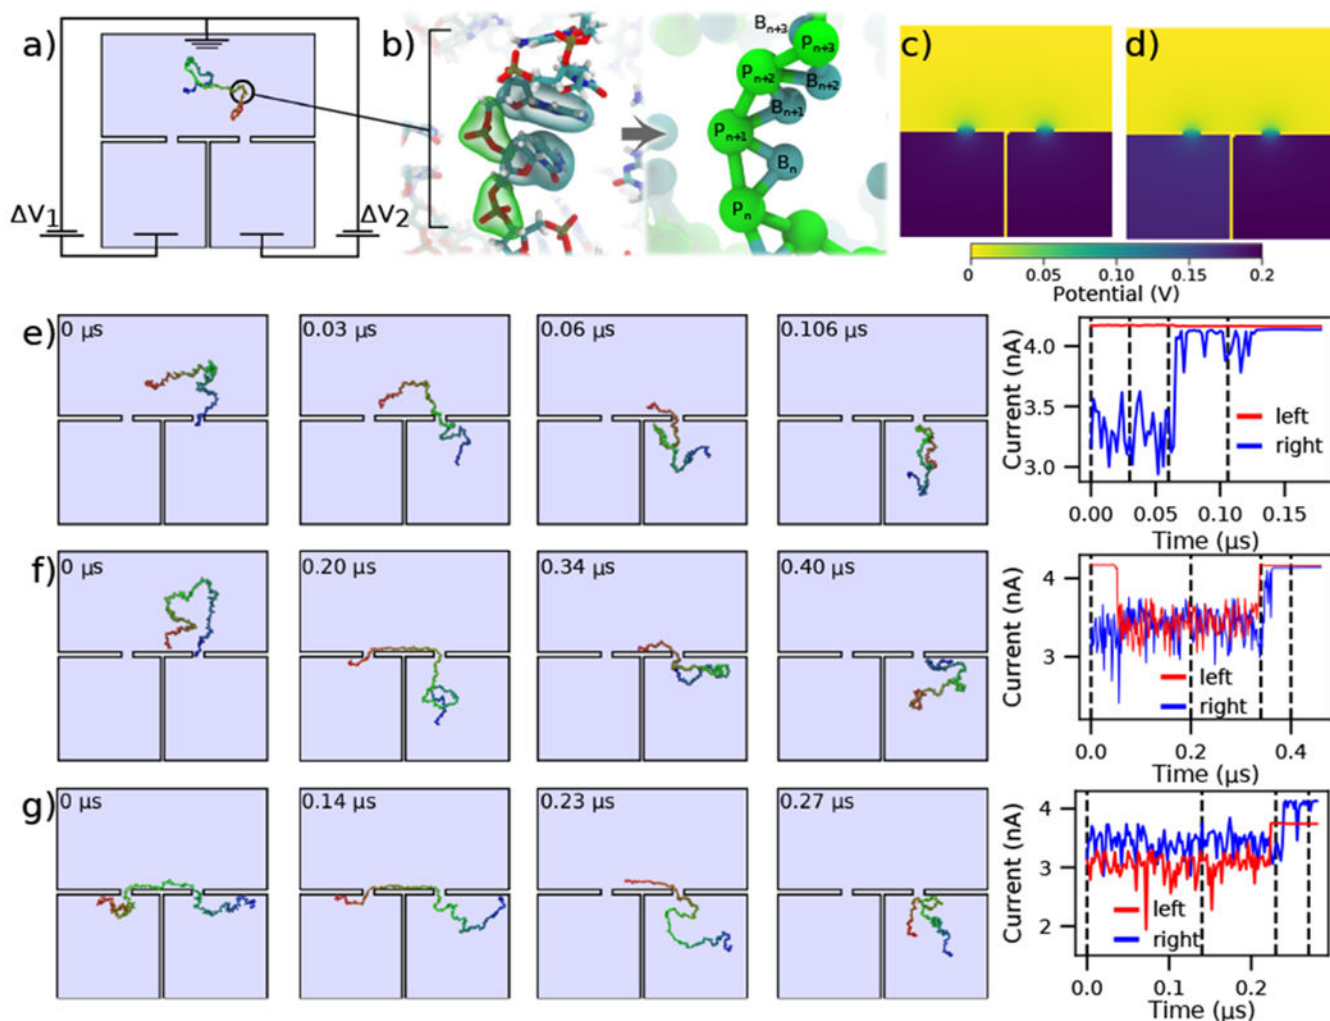 a)
ΔV1
ΔV2
b)
Bn+3
Pn+3
Pn+2
Bn+2
Bn+1
Pn+1
Bn
Pn
c)
d)
0 0.05 0.10 0.15 0.2
Potential (V)
e)
0 µs
0.03 µs
0.06 µs
0.106 µs
Current (nA)
4.0
3.5
3.0
left
right
0.00 0.05 0.10 0.15
Time (µs)
f)
0 µs
0.20 µs
0.34 µs
0.40 µs
Current (nA)
4
3
left
right
0.0 0.2 0.4
Time (µs)
g)
0 µs
0.14 µs
0.23 µs
0.27 µs
Current (nA)
4
3
2
left
right
0.0 0.1 0.2
Time (µs)